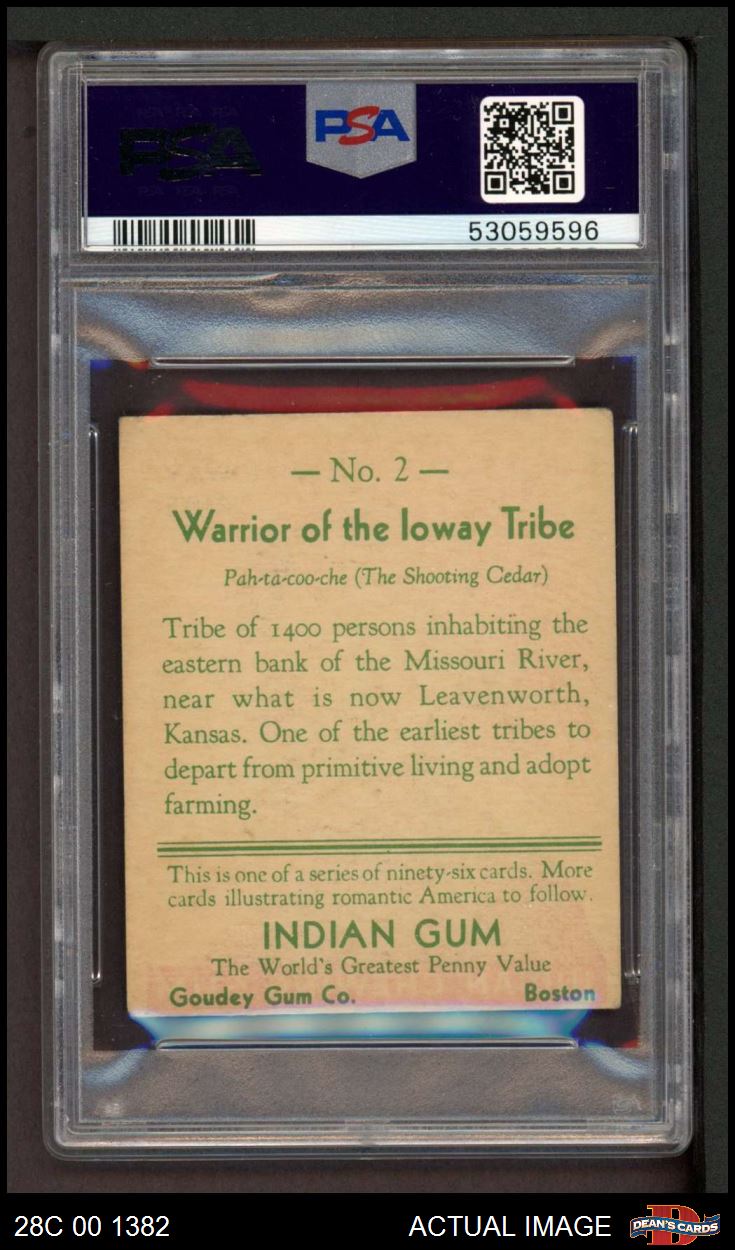 PSA
PSA
53059596
— No. 2 —
Warrior of the Ioway Tribe
Pah-ta-coo-che (The Shooting Cedar)
Tribe of 1400 persons inhabiting the
eastern bank of the Missouri River,
near what is now Leavenworth,
Kansas. One of the earliest tribes to
depart from primitive living and adopt
farming.
This is one of a series of ninety-six cards. More
cards illustrating romantic America to follow.
INDIAN GUM
The World's Greatest Penny Value
Goudey Gum Co. Boston
28C 00 1382 ACTUAL IMAGE DEAN'S CARDS